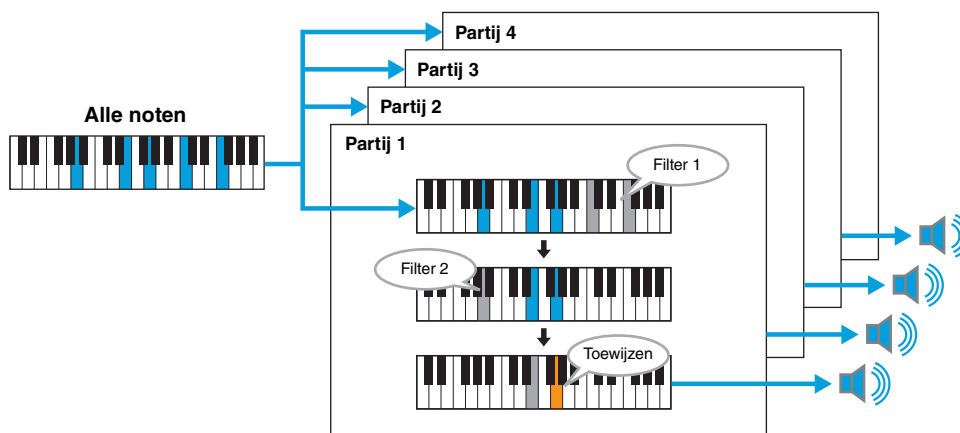 Partij 4
Partij 3
Partij 2
Partij 1
Alle noten
Filter 1
Filter 2
Toewijzen